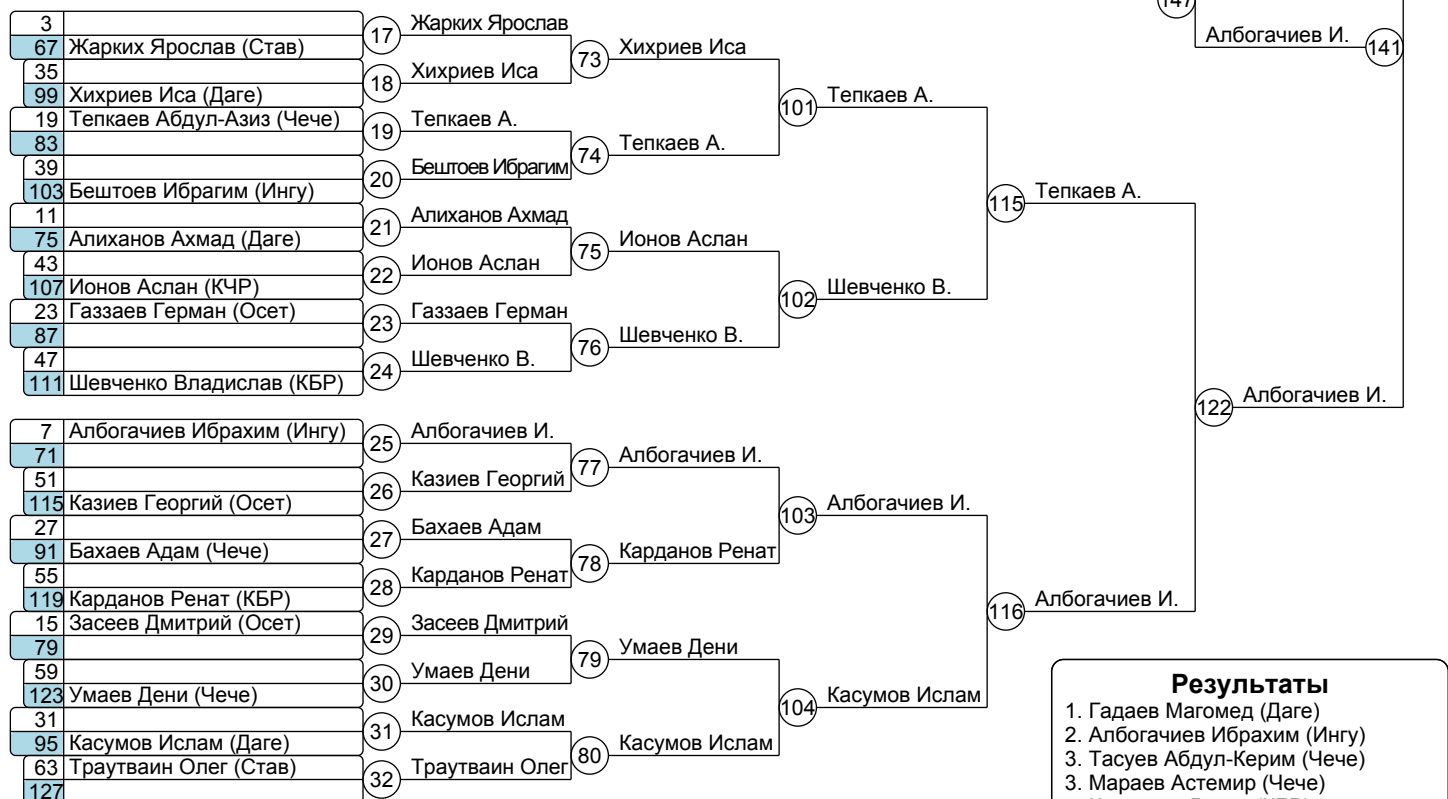 147
Албогачиев И.
141
3
67 Жарких Ярослав (Став)
35
99 Хихриев Иса (Даге)
19 Тепкаев Абдул-Азиз (Чече)
83
39
103 Бештоев Ибрагим (Ингу)
11
75 Алиханов Ахмад (Даге)
43
107 Ионов Аслан (КЧР)
23 Газзаев Герман (Осет)
87
47
111 Шевченко Владислав (КБР)
17 Жарких Ярослав
18 Хихриев Иса
19 Тепкаев А.
20 Бештоев Ибрагим
21 Алиханов Ахмад
22 Ионов Аслан
23 Газзаев Герман
24 Шевченко В.
73 Хихриев Иса
74 Тепкаев А.
75 Ионов Аслан
76 Шевченко В.
101 Тепкаев А.
102 Шевченко В.
115 Тепкаев А.
122 Албогачиев И.
7 Албогачиев Ибрахим (Ингу)
71
51
115 Казиев Георгий (Осет)
27
91 Бахаев Адам (Чече)
55
119 Карданов Ренат (КБР)
15 Засеев Дмитрий (Осет)
79
59
123 Умаев Дени (Чече)
31
95 Касумов Ислам (Даге)
63 Траутваин Олег (Став)
127
25 Албогачиев И.
26 Казиев Георгий
27 Бахаев Адам
28 Карданов Ренат
29 Засеев Дмитрий
30 Умаев Дени
31 Касумов Ислам
32 Траутваин Олег
77 Албогачиев И.
78 Карданов Ренат
79 Умаев Дени
80 Касумов Ислам
103 Албогачиев И.
104 Касумов Ислам
116 Албогачиев И.
Результаты
1. Гадаев Магомед (Даге)
2. Албогачиев Ибрахим (Ингу)
3. Тасуев Абдул-Керим (Чече)
3. Мараев Астемир (Чече)